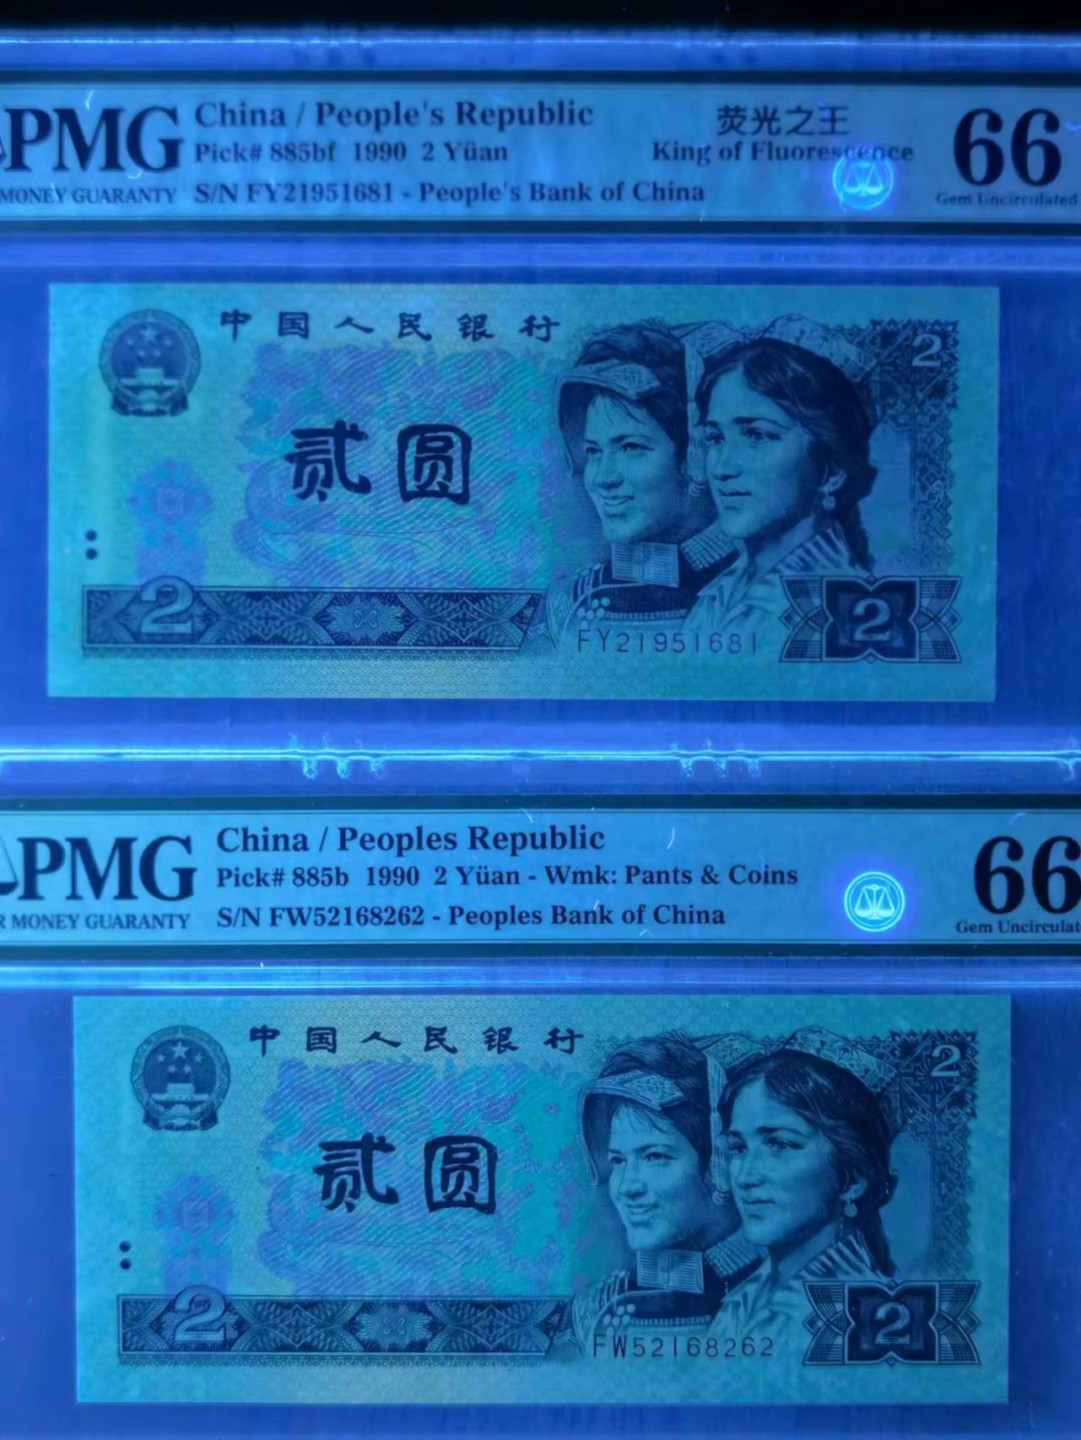 PMG
MONEY GUARANTY
China / People's Republic
Pick# 885bf 1990 2 Yüan
S/N FY21951681 - People's Bank of China
荧光之王
King of Fluorescence
66
Gem Uncirculated
中国人民银行
2
贰圆
2
2
FY21951681
PMG
R MONEY GUARANTY
China / Peoples Republic
Pick# 885b 1990 2 Yüan - Wmk: Pants & Coins
S/N FW52168262 - Peoples Bank of China
66
Gem Uncirculat
中国人民银行
2
贰圆
2
2
FW52168262